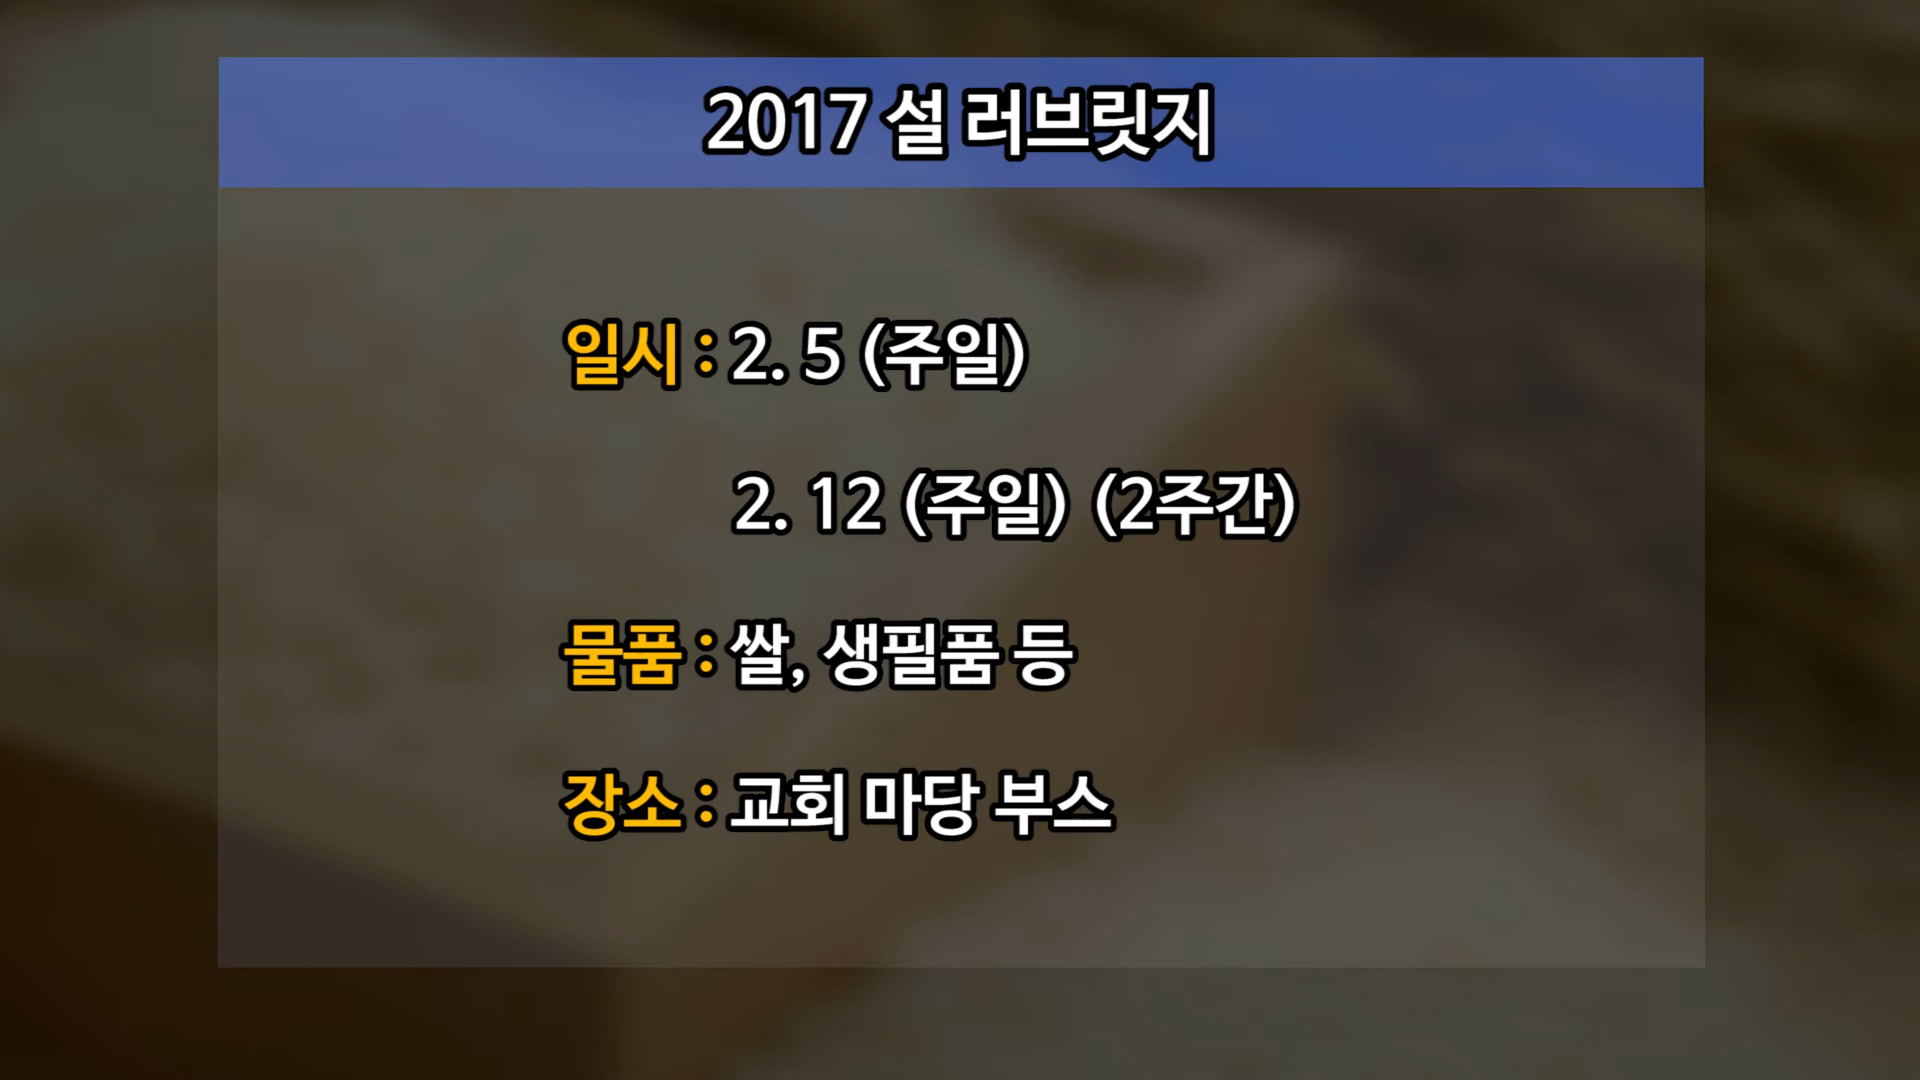 2017 설 러브릿지
일시 : 2. 5 (주일)
2. 12 (주일) (2주간)
물품 : 쌀, 생필품 등
장소 : 교회 마당 부스